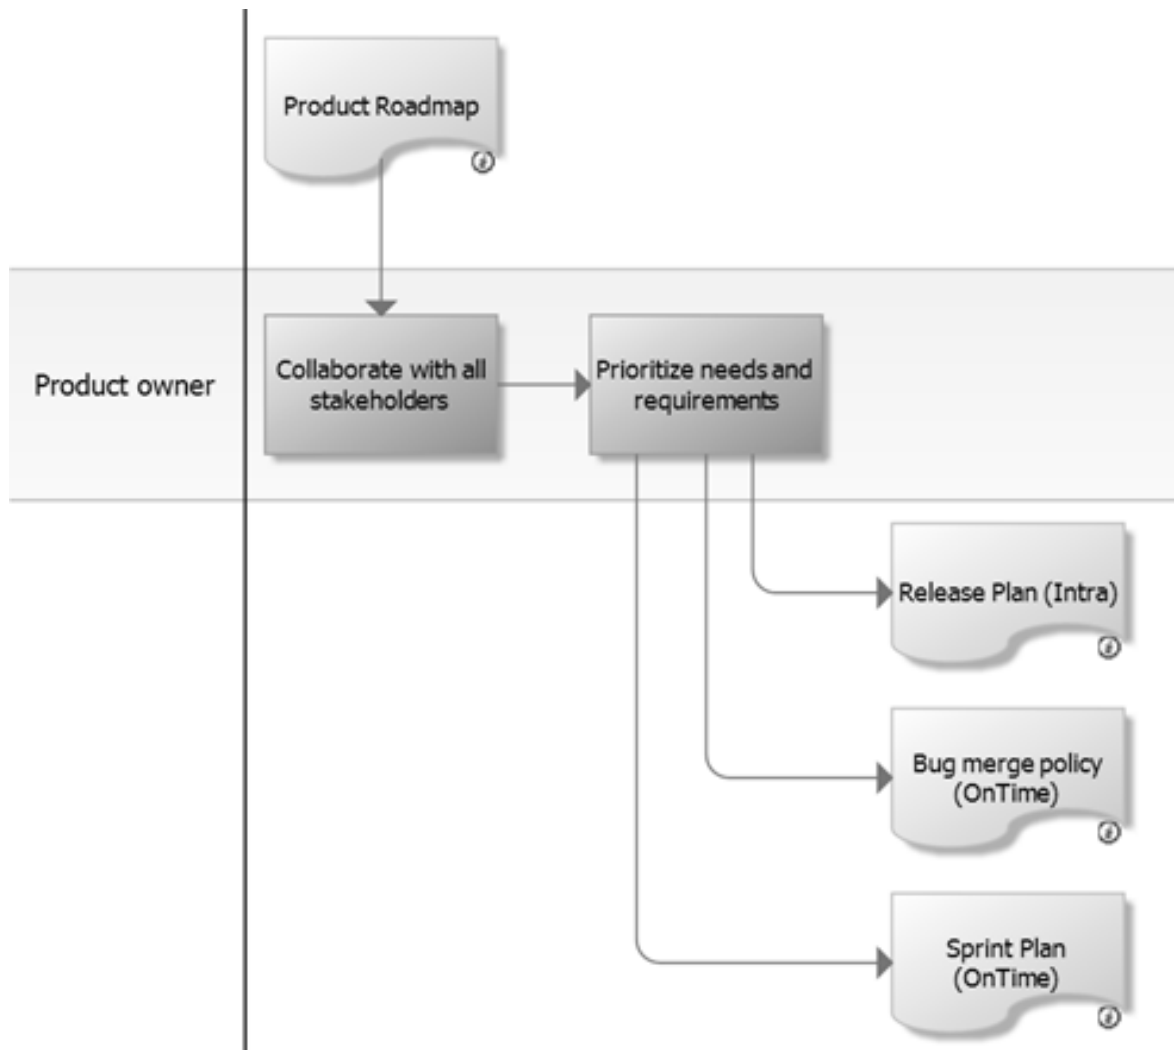 Product Roadmap
Product owner
Collaborate with all
stakeholders
Prioritize needs and
requirements
Release Plan (Intra)
Bug merge policy
(OnTime)
Sprint Plan
(OnTime)